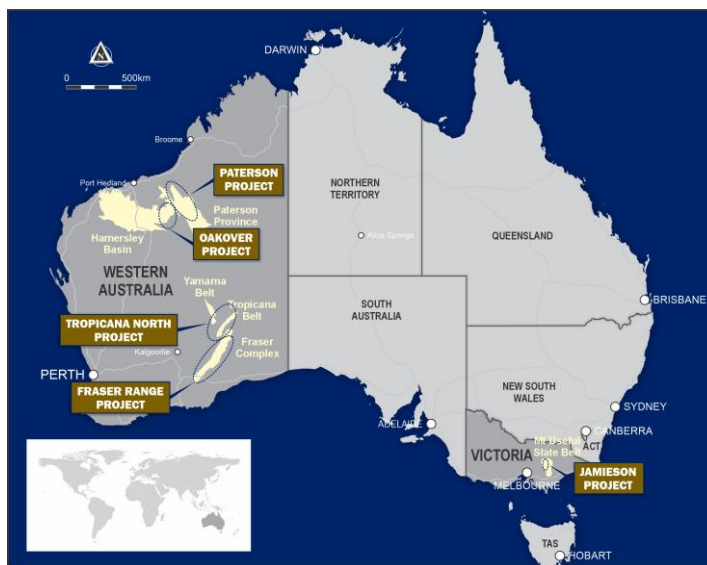 DARWIN
N
0 500km
Broome
Port Hedland
PATERSON
PROJECT
NORTHERN
TERRITORY
Paterson
Province
Hamersley
Basin
OAKOVER
PROJECT
Alice Springs
QUEENSLAND
WESTERN
AUSTRALIA
Yamarna
Belt
Tropicana
Belt
BRISBANE
SOUTH
AUSTRALIA
TROPICANA NORTH
PROJECT
Kalgoorlie
Fraser
Complex
PERTH
FRASER RANGE
PROJECT
NEW SOUTH
WALES
SYDNEY
ADELAIDE
CANBERRA
ACT
Mt Useful
State Belt
VICTORIA
MELBOURNE
JAMIESON
PROJECT
TAS
HOBART